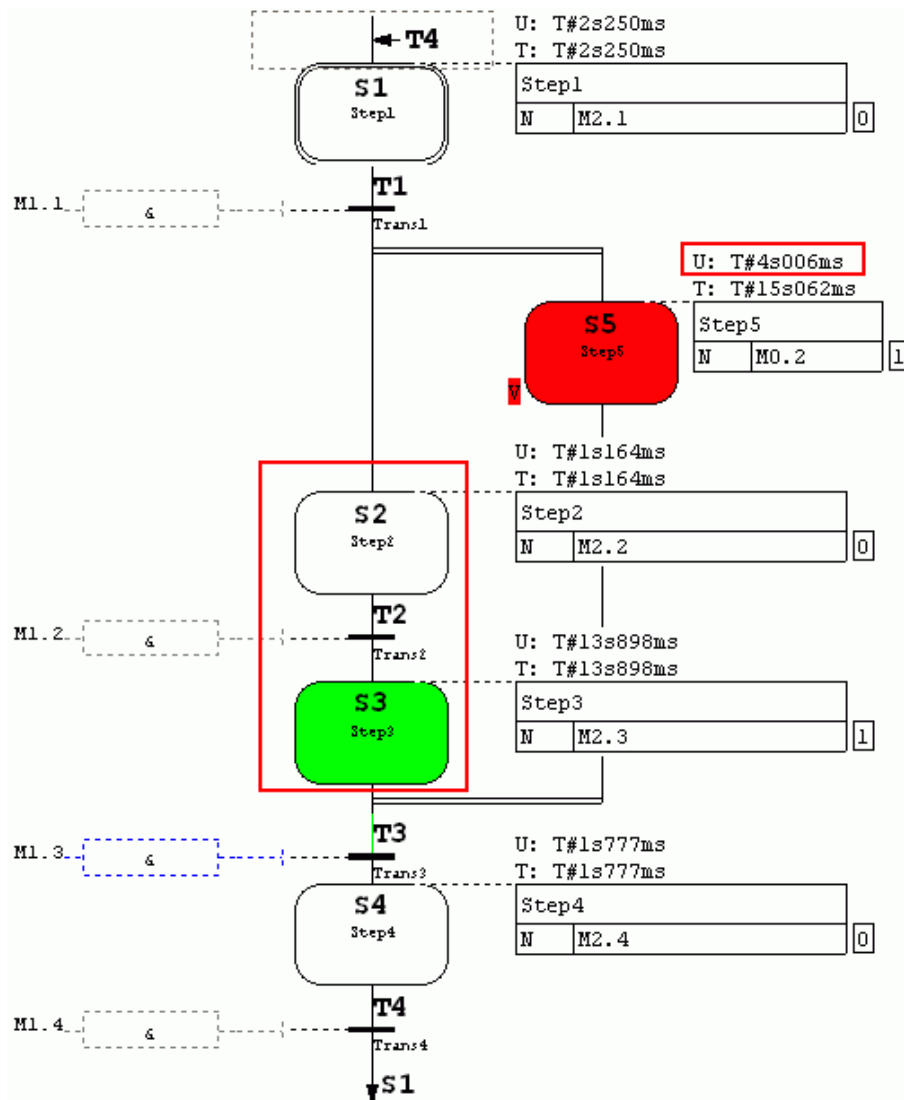 T4
U: T#2s250ms
T: T#2s250ms
S1
Step1
Step1
N M2.1 0
T1
M1.1
&
Trans1
U: T#4s006ms
T: T#15s062ms
S5
Step5
Step5
N M0.2 1
V
U: T#1s164ms
T: T#1s164ms
S2
Step2
Step2
N M2.2 0
T2
M1.2
&
Trans2
U: T#13s898ms
T: T#13s898ms
S3
Step3
Step3
N M2.3 1
T3
M1.3
&
Trans3
U: T#1s777ms
T: T#1s777ms
S4
Step4
Step4
N M2.4 0
T4
M1.4
&
Trans4
S1